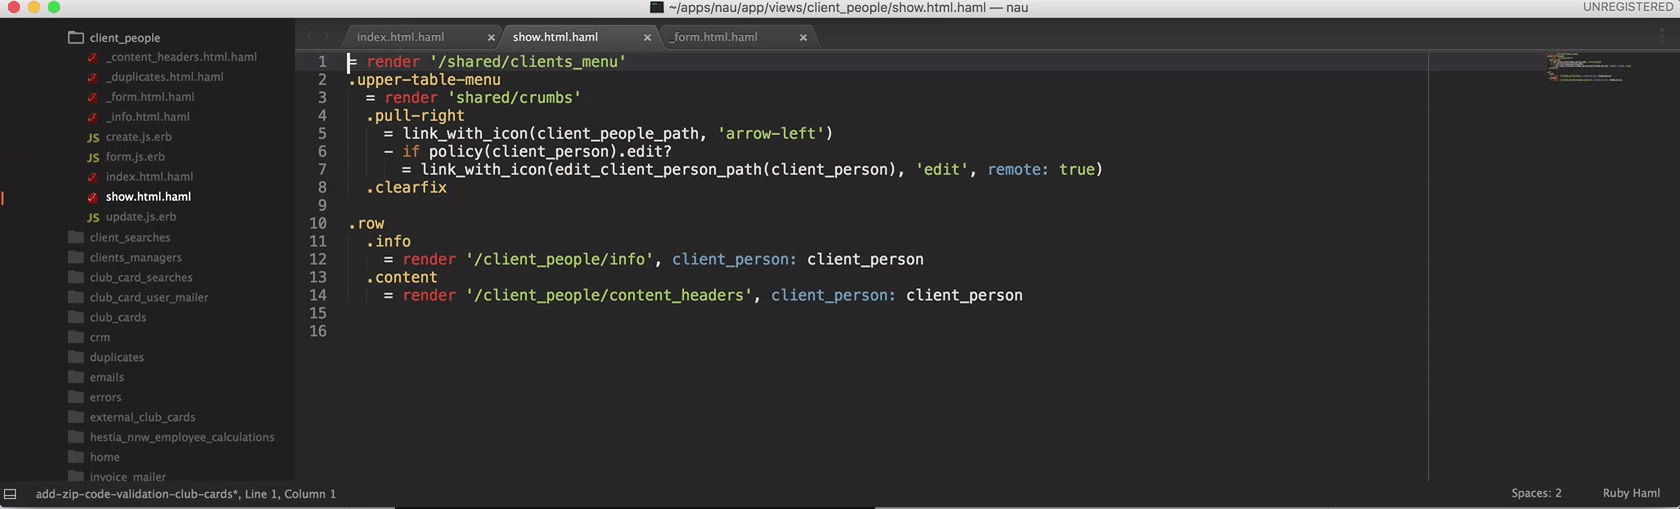 ~/apps/nau/app/views/client_people/show.html.haml — nau
UNREGISTERED
client_people
_content_headers.html.haml
_duplicates.html.haml
_form.html.haml
_info.html.haml
JS create.js.erb
JS form.js.erb
index.html.haml
show.html.haml
JS update.js.erb
client_searches
clients_managers
club_card_searches
club_card_user_mailer
club_cards
crm
duplicates
emails
errors
external_club_cards
hestia_nnw_employee_calculations
home
invoice_mailer
index.html.haml × show.html.haml × _form.html.haml ×
1 = render '/shared/clients_menu'
2 .upper-table-menu
3   = render 'shared/crumbs'
4   .pull-right
5     = link_with_icon(client_people_path, 'arrow-left')
6     - if policy(client_person).edit?
7       = link_with_icon(edit_client_person_path(client_person), 'edit', remote: true)
8   .clearfix
9
10 .row
11   .info
12     = render '/client_people/info', client_person: client_person
13   .content
14     = render '/client_people/content_headers', client_person: client_person
15
16
add-zip-code-validation-club-cards*, Line 1, Column 1
Spaces: 2 Ruby Haml